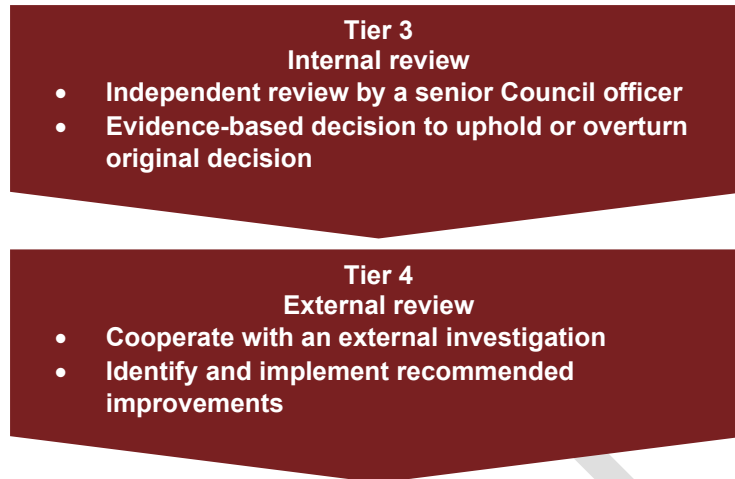 Tier 3
Internal review
• Independent review by a senior Council officer
• Evidence-based decision to uphold or overturn
original decision
Tier 4
External review
• Cooperate with an external investigation
• Identify and implement recommended
improvements